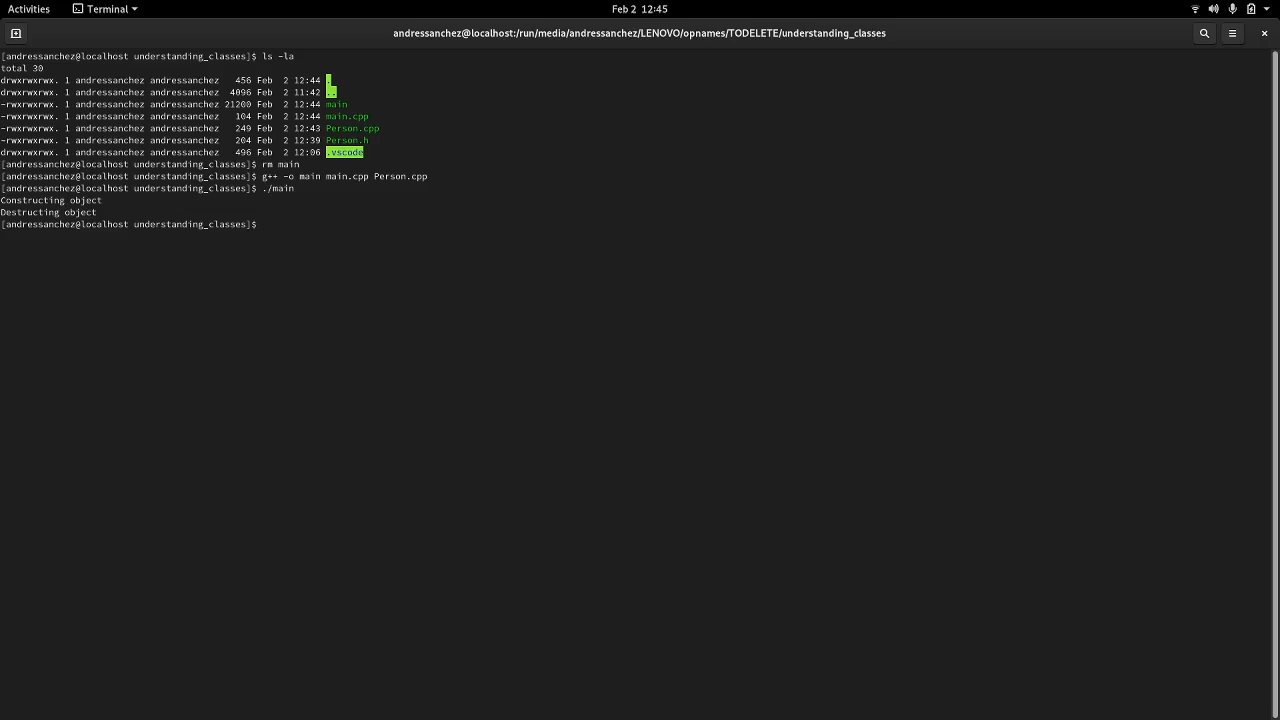 Activities Terminal Feb 2 12:45
andressanchez@localhost:/run/media/andressanchez/LENOVO/opnames/TODELETE/understanding_classes
[andressanchez@localhost understanding_classes]$ ls -la
total 30
drwxrwxrwx. 1 andressanchez andressanchez   456 Feb  2 12:44 .
drwxrwxrwx. 1 andressanchez andressanchez  4096 Feb  2 11:42 ..
-rwxrwxrwx. 1 andressanchez andressanchez 21200 Feb  2 12:44 main
-rwxrwxrwx. 1 andressanchez andressanchez   104 Feb  2 12:44 main.cpp
-rwxrwxrwx. 1 andressanchez andressanchez   249 Feb  2 12:43 Person.cpp
-rwxrwxrwx. 1 andressanchez andressanchez   204 Feb  2 12:39 Person.h
drwxrwxrwx. 1 andressanchez andressanchez   496 Feb  2 12:06 .vscode
[andressanchez@localhost understanding_classes]$ rm main
[andressanchez@localhost understanding_classes]$ g++ -o main main.cpp Person.cpp
[andressanchez@localhost understanding_classes]$ ./main
Constructing object
Destructing object
[andressanchez@localhost understanding_classes]$